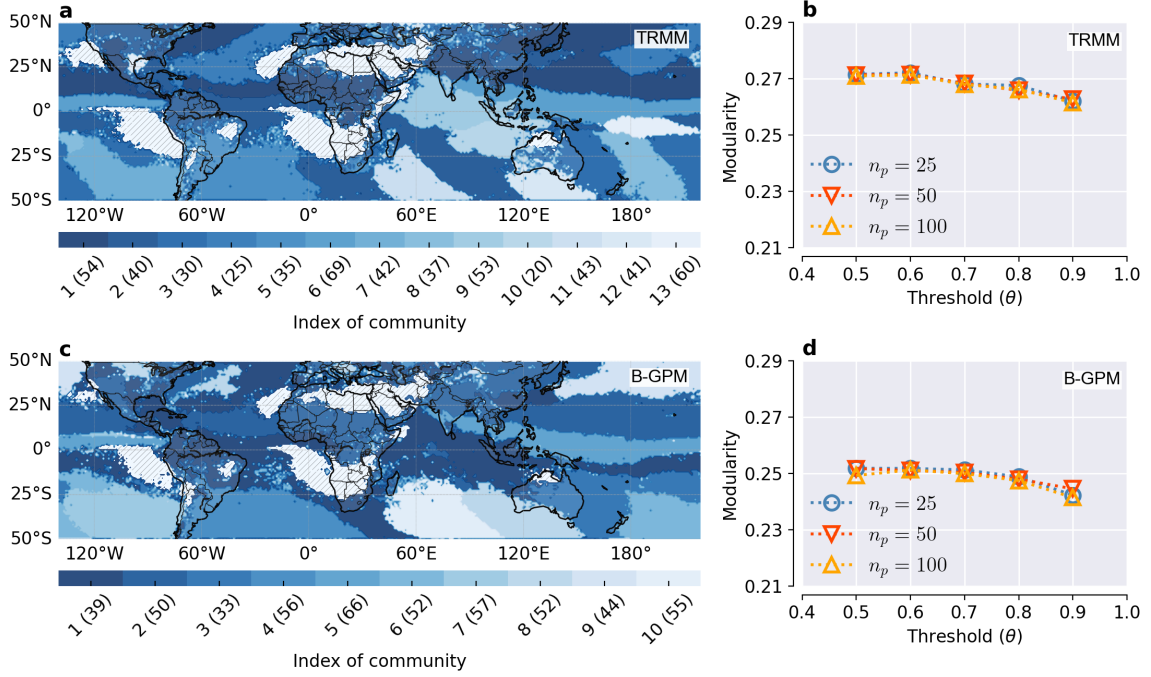 a
50°N
TRMM
25°N
0°
25°S
50°S
120°W 60°W 0° 60°E 120°E 180°
1 (54) 2 (40) 3 (30) 4 (25) 5 (35) 6 (69) 7 (42) 8 (37) 9 (53) 10 (20) 11 (43) 12 (41) 13 (60)
Index of community
b
TRMM
0.29
0.27
0.25
0.23
0.21
Modularity
n_p = 25
n_p = 50
n_p = 100
0.4 0.5 0.6 0.7 0.8 0.9 1.0
Threshold (θ)
c
50°N
B-GPM
25°N
0°
25°S
50°S
120°W 60°W 0° 60°E 120°E 180°
1 (39) 2 (50) 3 (33) 4 (56) 5 (66) 6 (52) 7 (57) 8 (52) 9 (44) 10 (55)
Index of community
d
B-GPM
0.29
0.27
0.25
0.23
0.21
Modularity
n_p = 25
n_p = 50
n_p = 100
0.4 0.5 0.6 0.7 0.8 0.9 1.0
Threshold (θ)